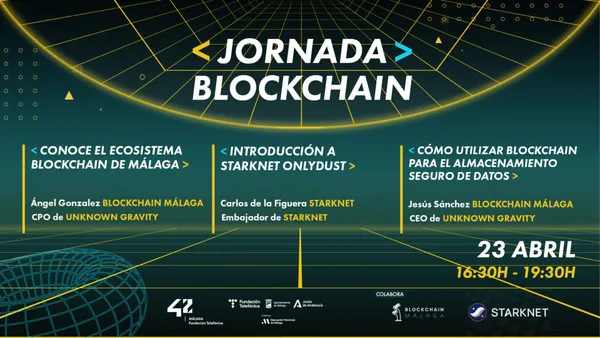 < JORNADA >
BLOCKCHAIN
< CONOCE EL ECOSISTEMA
BLOCKCHAIN DE MÁLAGA >
Ángel Gonzalez BLOCKCHAIN MÁLAGA
CPO de UNKNOWN GRAVITY
< INTRODUCCIÓN A
STARKNET ONLYDUST >
Carlos de la Figuera STARKNET
Embajador de STARKNET
< CÓMO UTILIZAR BLOCKCHAIN
PARA EL ALMACENAMIENTO
SEGURO DE DATOS >
Jesús Sánchez BLOCKCHAIN MÁLAGA
CEO de UNKNOWN GRAVITY
23 ABRIL
16:30H - 19:30H
42
MÁLAGA
Fundación Telefónica
Fundación
Telefónica
Junta
de Andalucía
COLABORA
BLOCKCHAIN
MÁLAGA
STARKNET